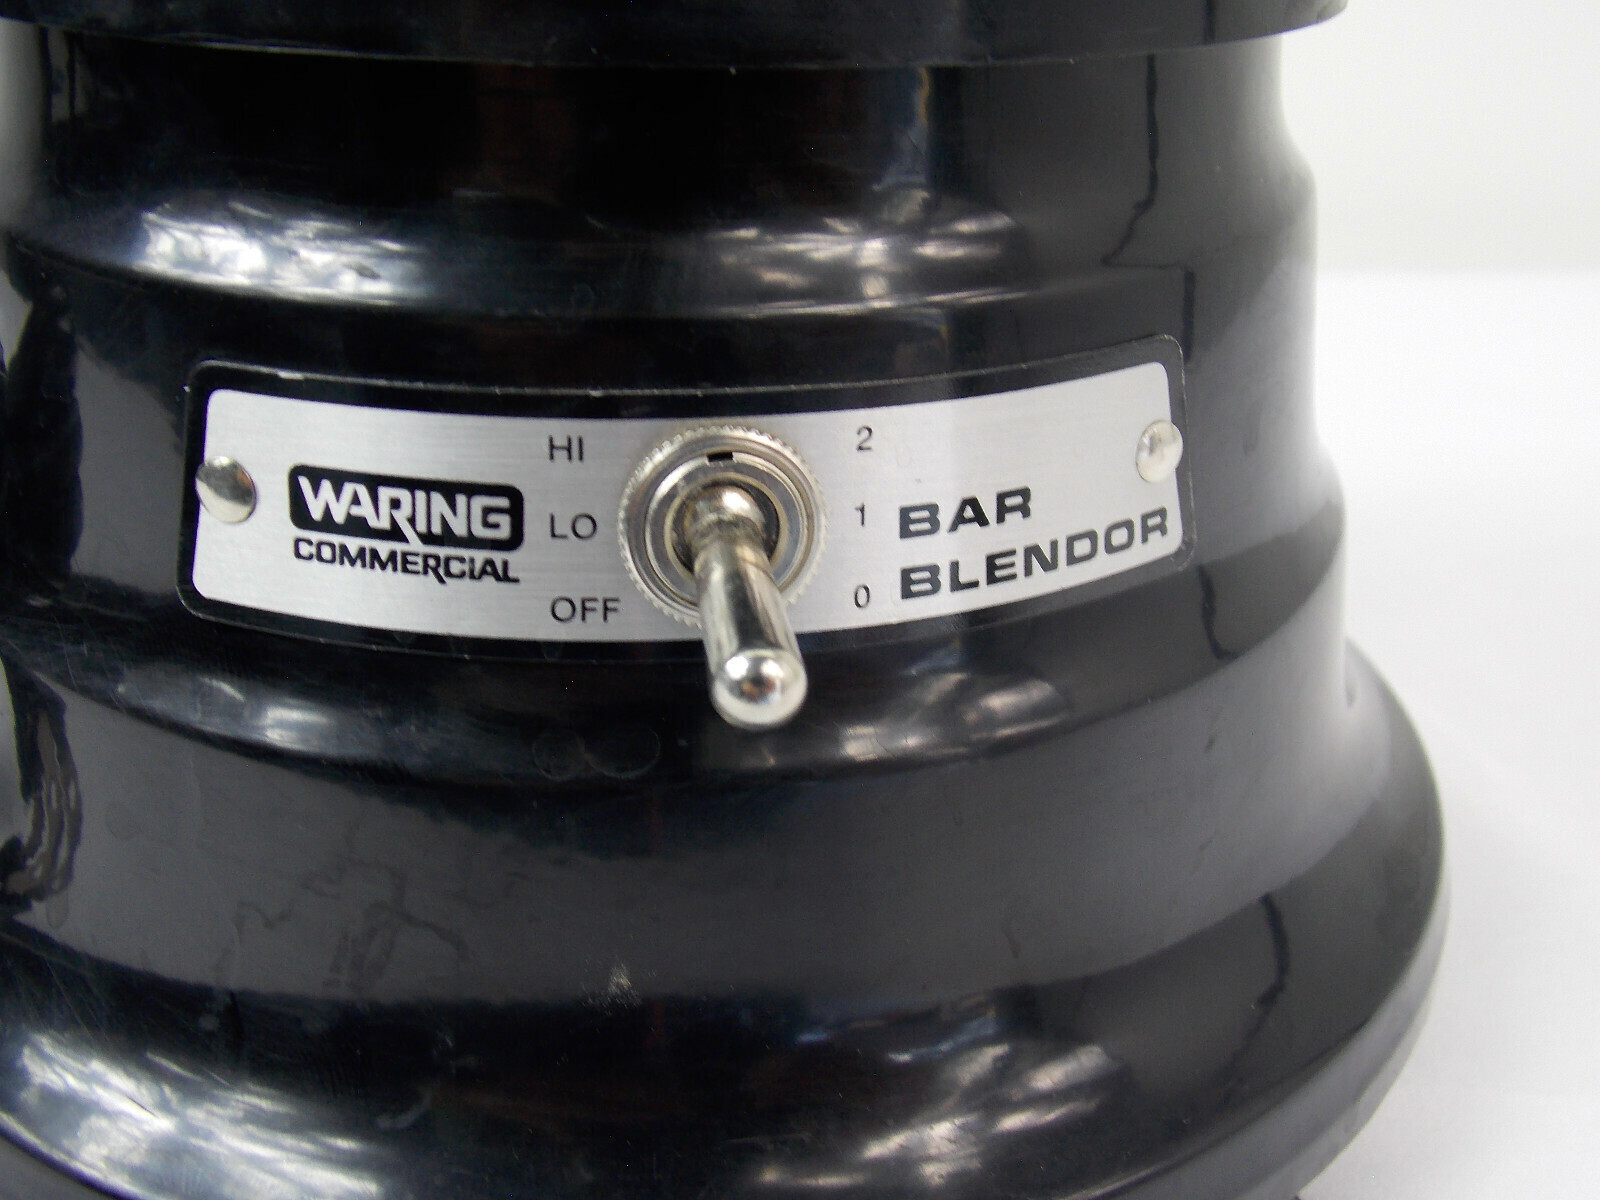 WARING
COMMERCIAL
HI
LO
OFF
2
1
0
BAR
BLENDOR